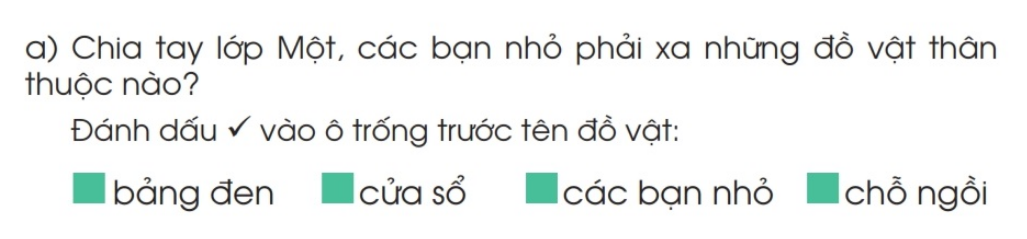 a) Chia tay lớp Một, các bạn nhỏ phải xa những đồ vật thân
thuộc nào?
Đánh dấu ✓ vào ô trống trước tên đồ vật:
bảng đen cửa sổ các bạn nhỏ chỗ ngồi